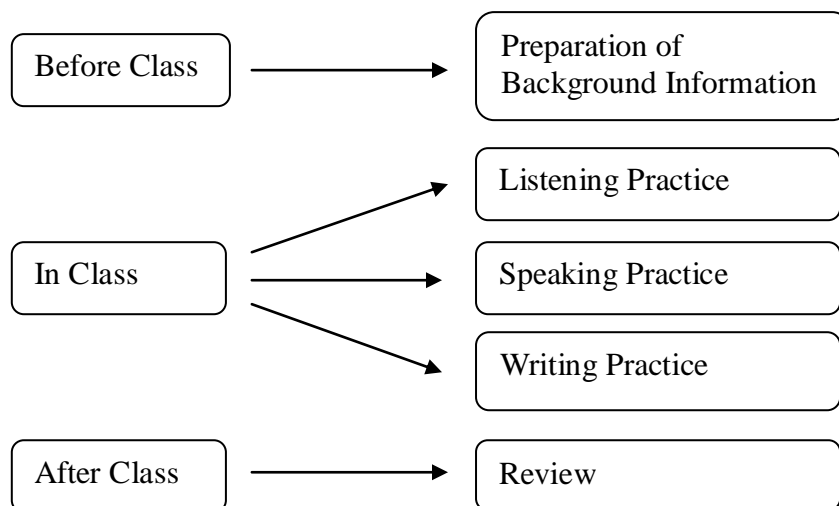 Before Class
Preparation of
Background Information
Listening Practice
In Class
Speaking Practice
Writing Practice
After Class
Review